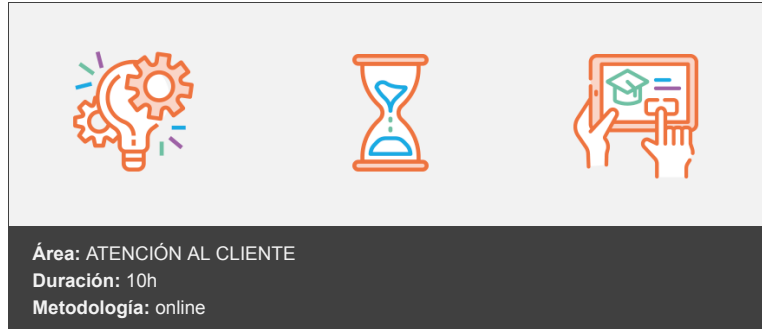 Área: ATENCIÓN AL CLIENTE
Duración: 10h
Metodología: online